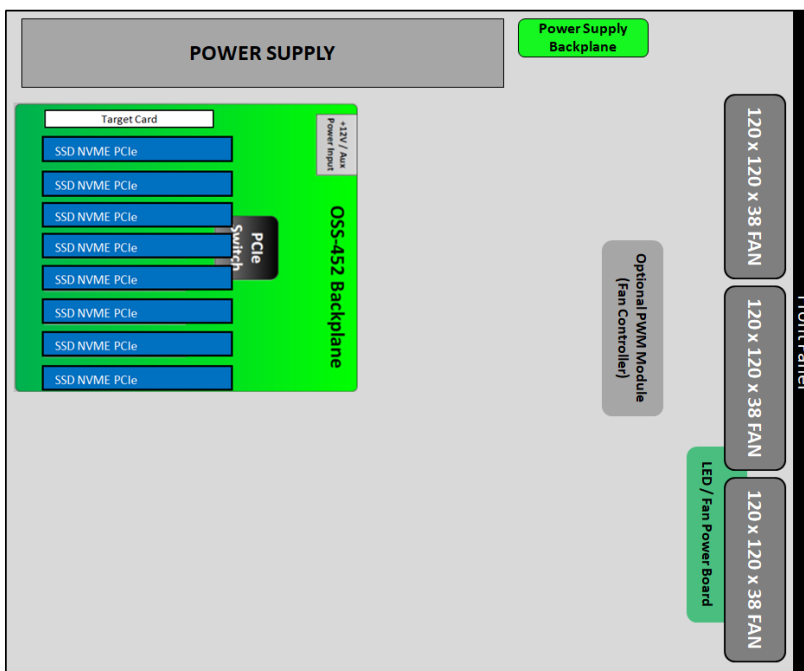 POWER SUPPLY
Power Supply
Backplane
Target Card
+12V / Aux
Power Input
SSD NVME PCIe
SSD NVME PCIe
SSD NVME PCIe
SSD NVME PCIe
SSD NVME PCIe
SSD NVME PCIe
SSD NVME PCIe
SSD NVME PCIe
PCIe
Switch
OSS-452 Backplane
Optional PWM Module
(Fan Controller)
LED / Fan Power Board
120 x 120 x 38 FAN
120 x 120 x 38 FAN
120 x 120 x 38 FAN
Front Panel